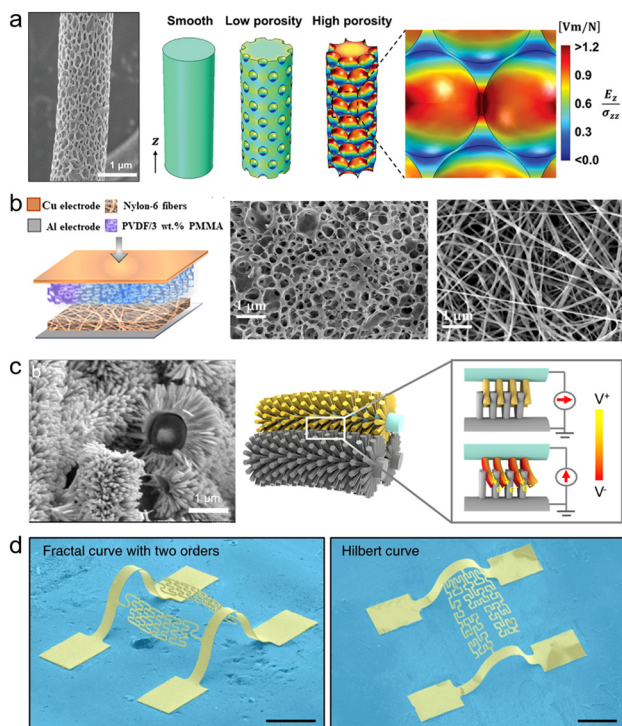 a
Smooth
Low porosity
High porosity
[Vm/N]
>1.2
0.9
0.6
0.3
<0.0
E_z
σ_zz
z
1 μm
b
Cu electrode
Nylon-6 fibers
Al electrode
PVDF/3 wt.% PMMA
1 μm
1 μm
c
b
1 μm
V+
V-
d
Fractal curve with two orders
Hilbert curve